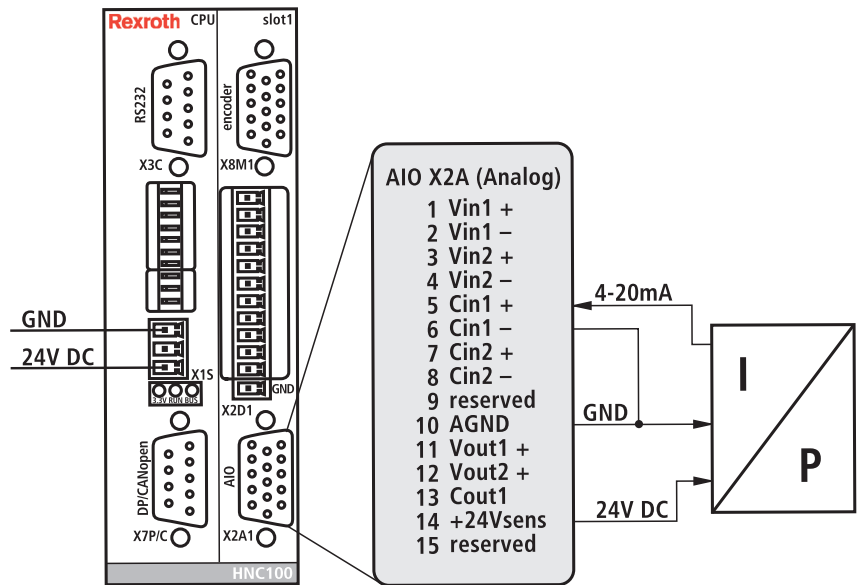 Rexroth CPU slot1
RS232
encoder
X3C
X8M1
GND
24V DC
X1S
3.3V RUN BUS
GND
X2D1
DP/CANopen
AIO
X7P/C
X2A1
HNC100
AIO X2A (Analog)
1 Vin1 +
2 Vin1 –
3 Vin2 +
4 Vin2 –
5 Cin1 +
6 Cin1 –
7 Cin2 +
8 Cin2 –
9 reserved
10 AGND
11 Vout1 +
12 Vout2 +
13 Cout1
14 +24Vsens
15 reserved
4-20mA
GND
24V DC
I
P